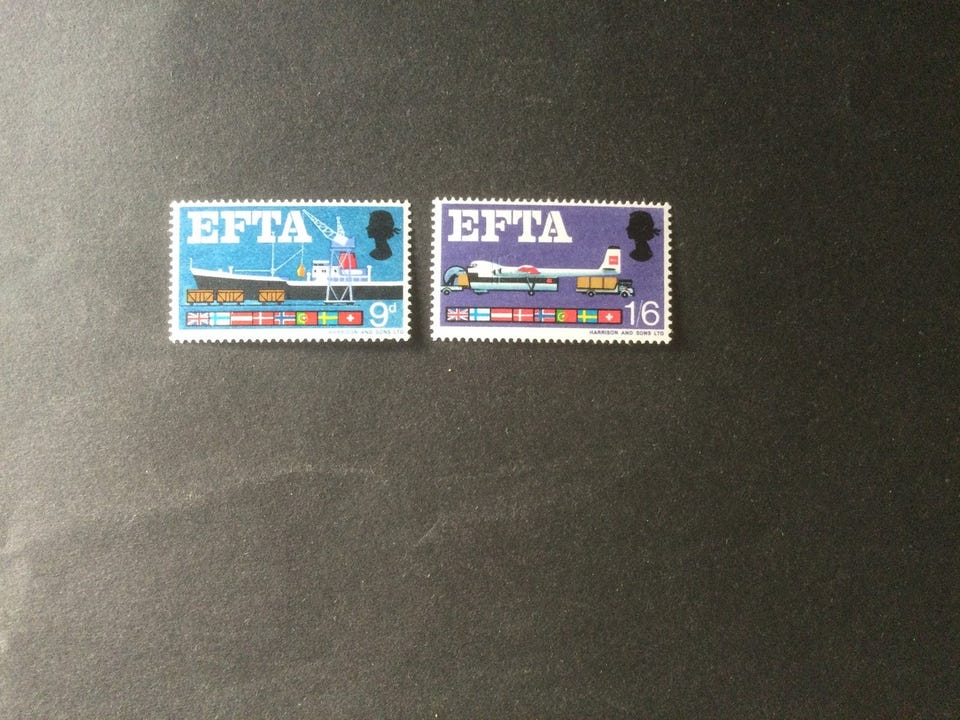 EFTA
9d
HARRISON AND SONS LTD
EFTA
1/6
HARRISON AND SONS LTD